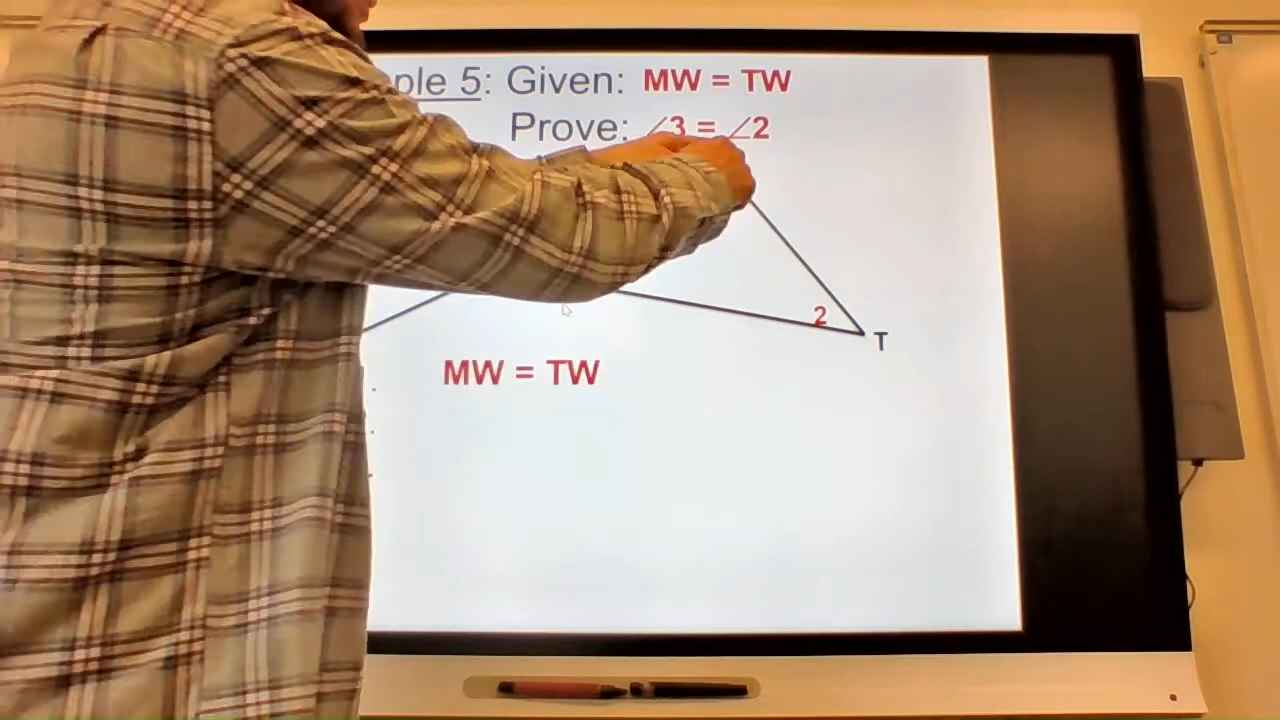 ple 5: Given: MW = TW
Prove: ∠3 = ∠2
2
T
MW = TW